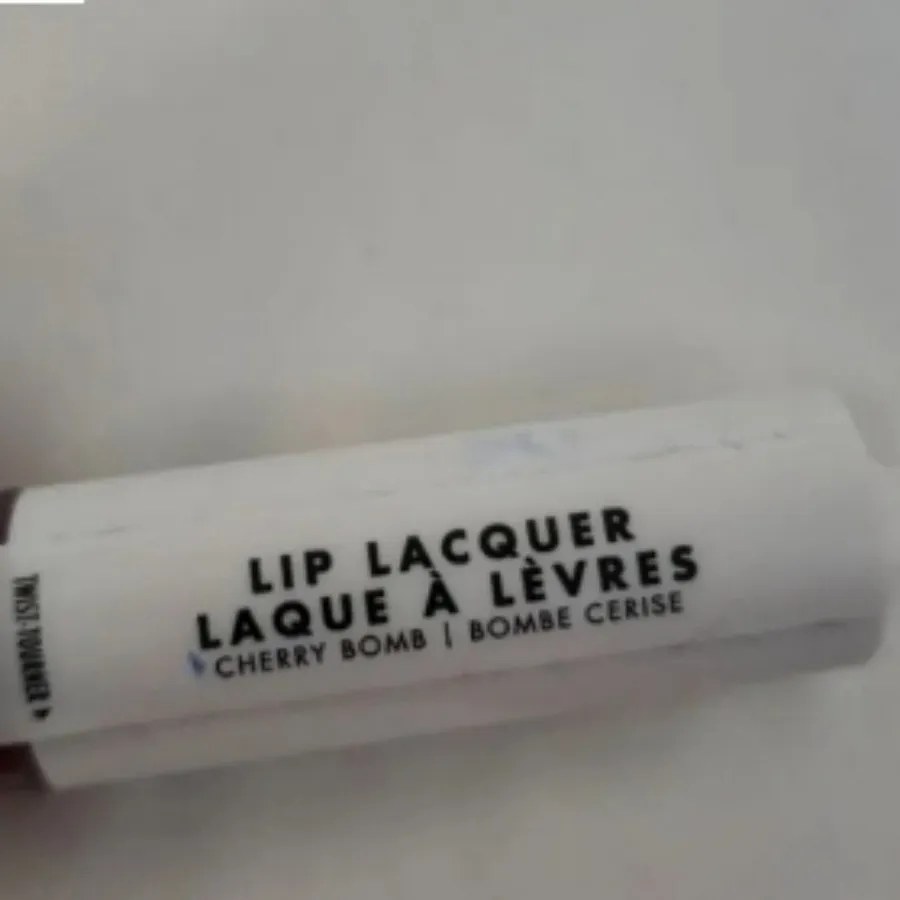 LIP LACQUER
LAQUE À LÈVRES
CHERRY BOMB | BOMBE CERISE
TWIST-TOURNER